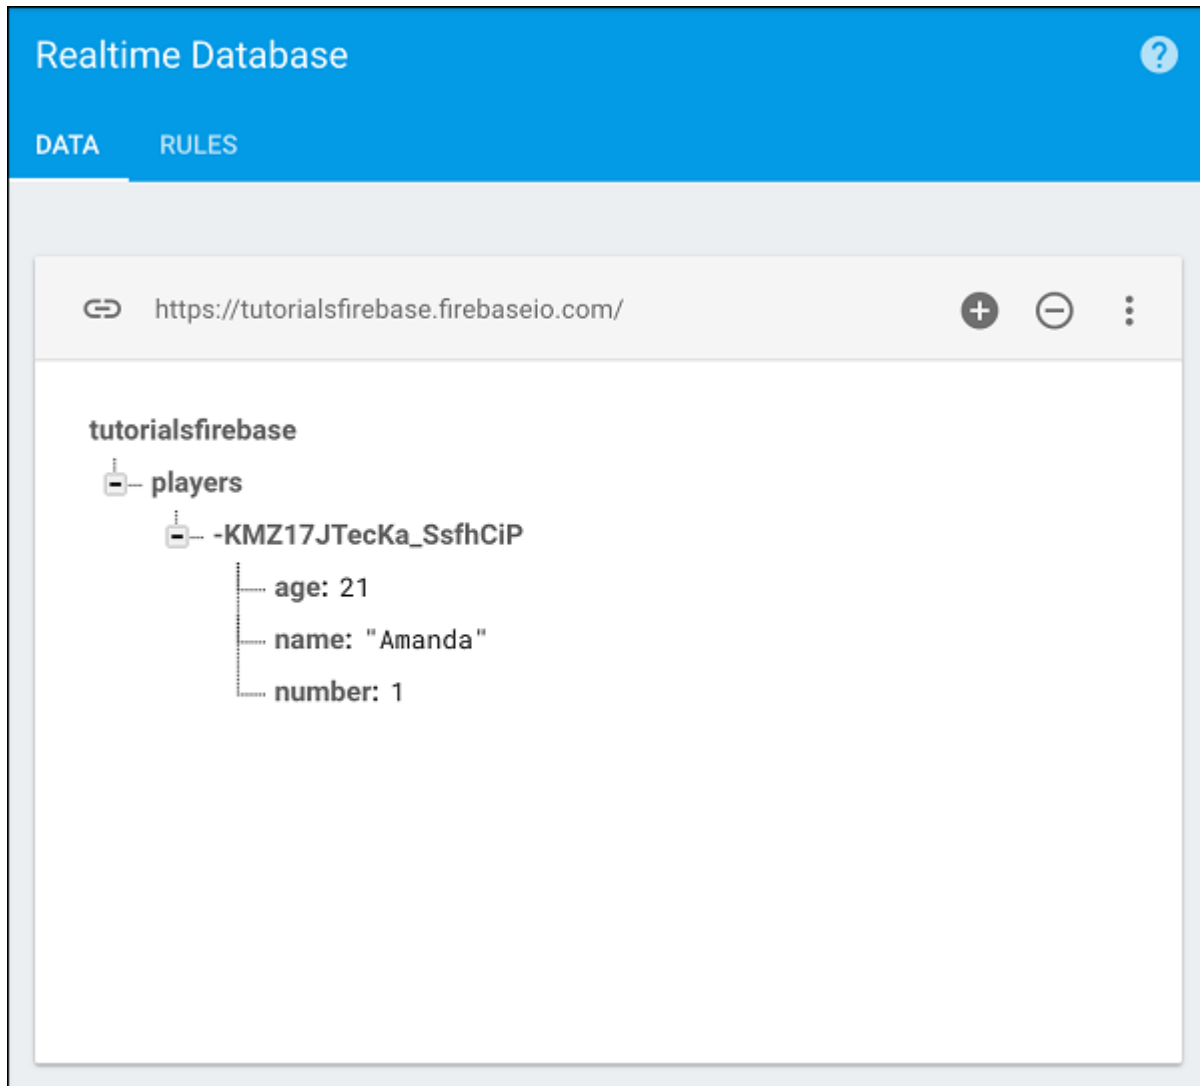 Realtime Database
?
DATA RULES
https://tutorialsfirebase.firebaseio.com/
tutorialsfirebase
players
-KMZ17JTecKa_SsfhCiP
age: 21
name: "Amanda"
number: 1